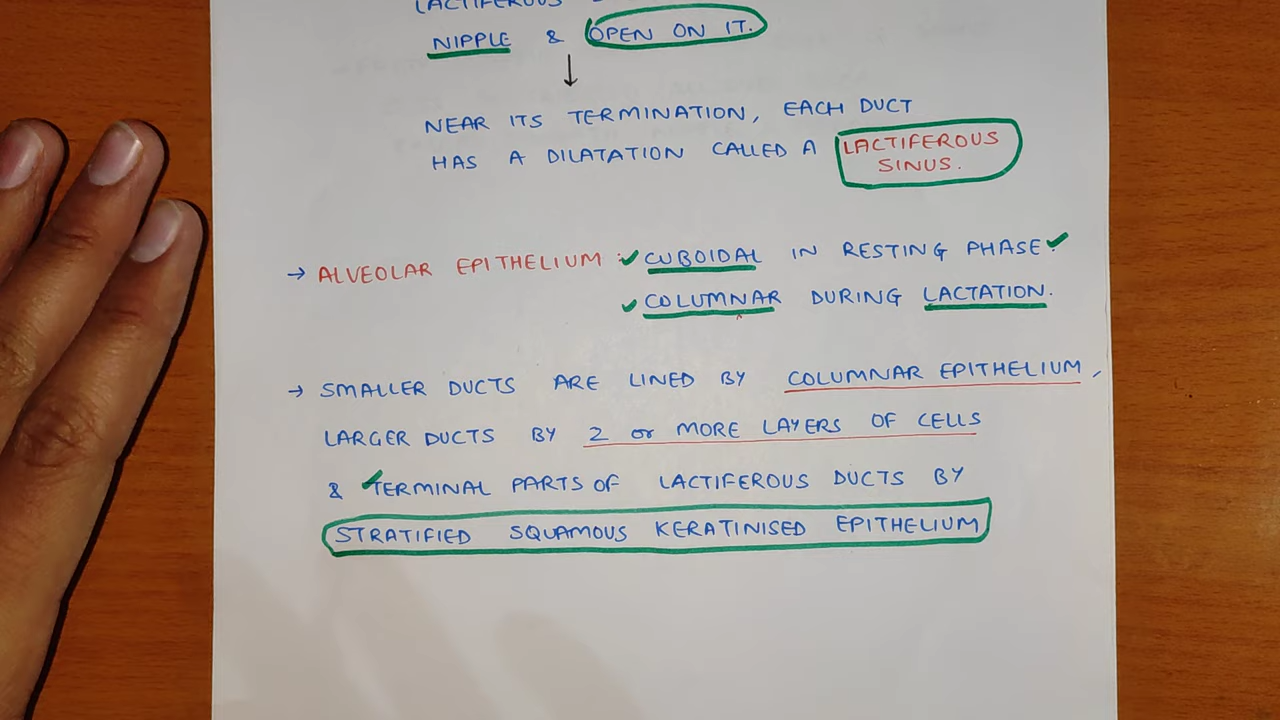 LACTIFEROUS
NIPPLE & OPEN ON IT.
↓
NEAR ITS TERMINATION, EACH DUCT
HAS A DILATATION CALLED A LACTIFEROUS
SINUS.
→ ALVEOLAR EPITHELIUM : CUBOIDAL IN RESTING PHASE
COLUMNAR DURING LACTATION.
→ SMALLER DUCTS ARE LINED BY COLUMNAR EPITHELIUM,
LARGER DUCTS BY 2 or MORE LAYERS OF CELLS
& TERMINAL PARTS OF LACTIFEROUS DUCTS BY
STRATIFIED SQUAMOUS KERATINISED EPITHELIUM